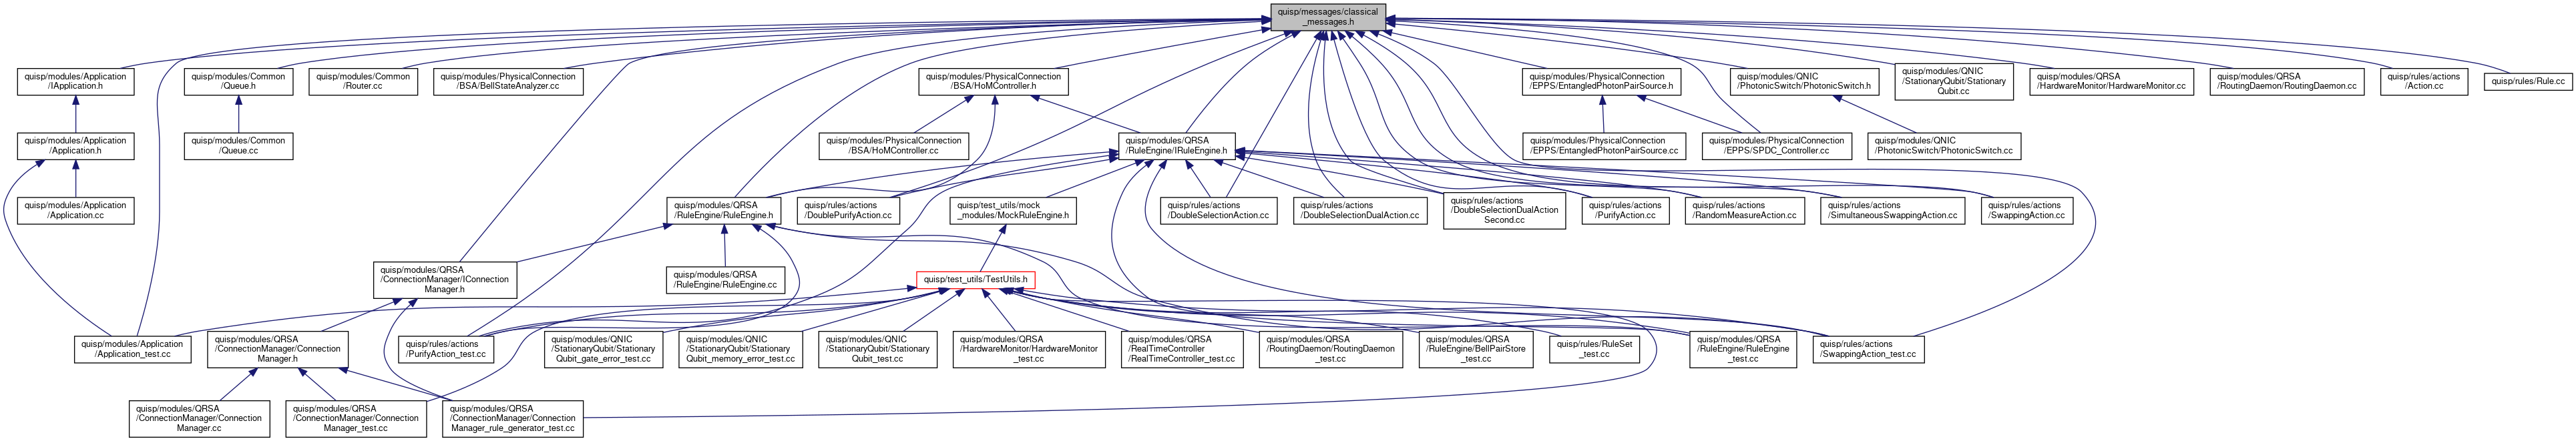 quisp/messages/classical
_messages.h
quisp/modules/Application
/IApplication.h
quisp/modules/Common
/Queue.h
quisp/modules/Common
/Router.cc
quisp/modules/PhysicalConnection
/BSA/BellStateAnalyzer.cc
quisp/modules/PhysicalConnection
/BSA/HoMController.h
quisp/modules/PhysicalConnection
/EPPS/EntangledPhotonPairSource.h
quisp/modules/QNIC
/PhotonicSwitch/PhotonicSwitch.h
quisp/modules/QNIC
/StationaryQubit/Stationary
Qubit.cc
quisp/modules/QRSA
/HardwareMonitor/HardwareMonitor.cc
quisp/modules/QRSA
/RoutingDaemon/RoutingDaemon.cc
quisp/rules/actions
/Action.cc
quisp/rules/Rule.cc
quisp/modules/Application
/Application.h
quisp/modules/Common
/Queue.cc
quisp/modules/PhysicalConnection
/BSA/HoMController.cc
quisp/modules/QRSA
/RuleEngine/IRuleEngine.h
quisp/modules/PhysicalConnection
/EPPS/EntangledPhotonPairSource.cc
quisp/modules/PhysicalConnection
/EPPS/SPDC_Controller.cc
quisp/modules/QNIC
/PhotonicSwitch/PhotonicSwitch.cc
quisp/modules/Application
/Application.cc
quisp/modules/QRSA
/RuleEngine/RuleEngine.h
quisp/rules/actions
/DoublePurifyAction.cc
quisp/test_utils/mock
_modules/MockRuleEngine.h
quisp/rules/actions
/DoubleSelectionAction.cc
quisp/rules/actions
/DoubleSelectionDualAction.cc
quisp/rules/actions
/DoubleSelectionDualAction
Second.cc
quisp/rules/actions
/PurifyAction.cc
quisp/rules/actions
/RandomMeasureAction.cc
quisp/rules/actions
/SimultaneousSwappingAction.cc
quisp/rules/actions
/SwappingAction.cc
quisp/modules/QRSA
/ConnectionManager/IConnection
Manager.h
quisp/modules/QRSA
/RuleEngine/RuleEngine.cc
quisp/test_utils/TestUtils.h
quisp/modules/Application
/Application_test.cc
quisp/modules/QRSA
/ConnectionManager/Connection
Manager.h
quisp/rules/actions
/PurifyAction_test.cc
quisp/modules/QNIC
/StationaryQubit/Stationary
Qubit_gate_error_test.cc
quisp/modules/QNIC
/StationaryQubit/Stationary
Qubit_memory_error_test.cc
quisp/modules/QNIC
/StationaryQubit/Stationary
Qubit_test.cc
quisp/modules/QRSA
/HardwareMonitor/HardwareMonitor
_test.cc
quisp/modules/QRSA
/RealTimeController
/RealTimeController_test.cc
quisp/modules/QRSA
/RoutingDaemon/RoutingDaemon
_test.cc
quisp/modules/QRSA
/RuleEngine/BellPairStore
_test.cc
quisp/rules/RuleSet
_test.cc
quisp/modules/QRSA
/RuleEngine/RuleEngine
_test.cc
quisp/rules/actions
/SwappingAction_test.cc
quisp/modules/QRSA
/ConnectionManager/Connection
Manager.cc
quisp/modules/QRSA
/ConnectionManager/Connection
Manager_test.cc
quisp/modules/QRSA
/ConnectionManager/Connection
Manager_rule_generator_test.cc